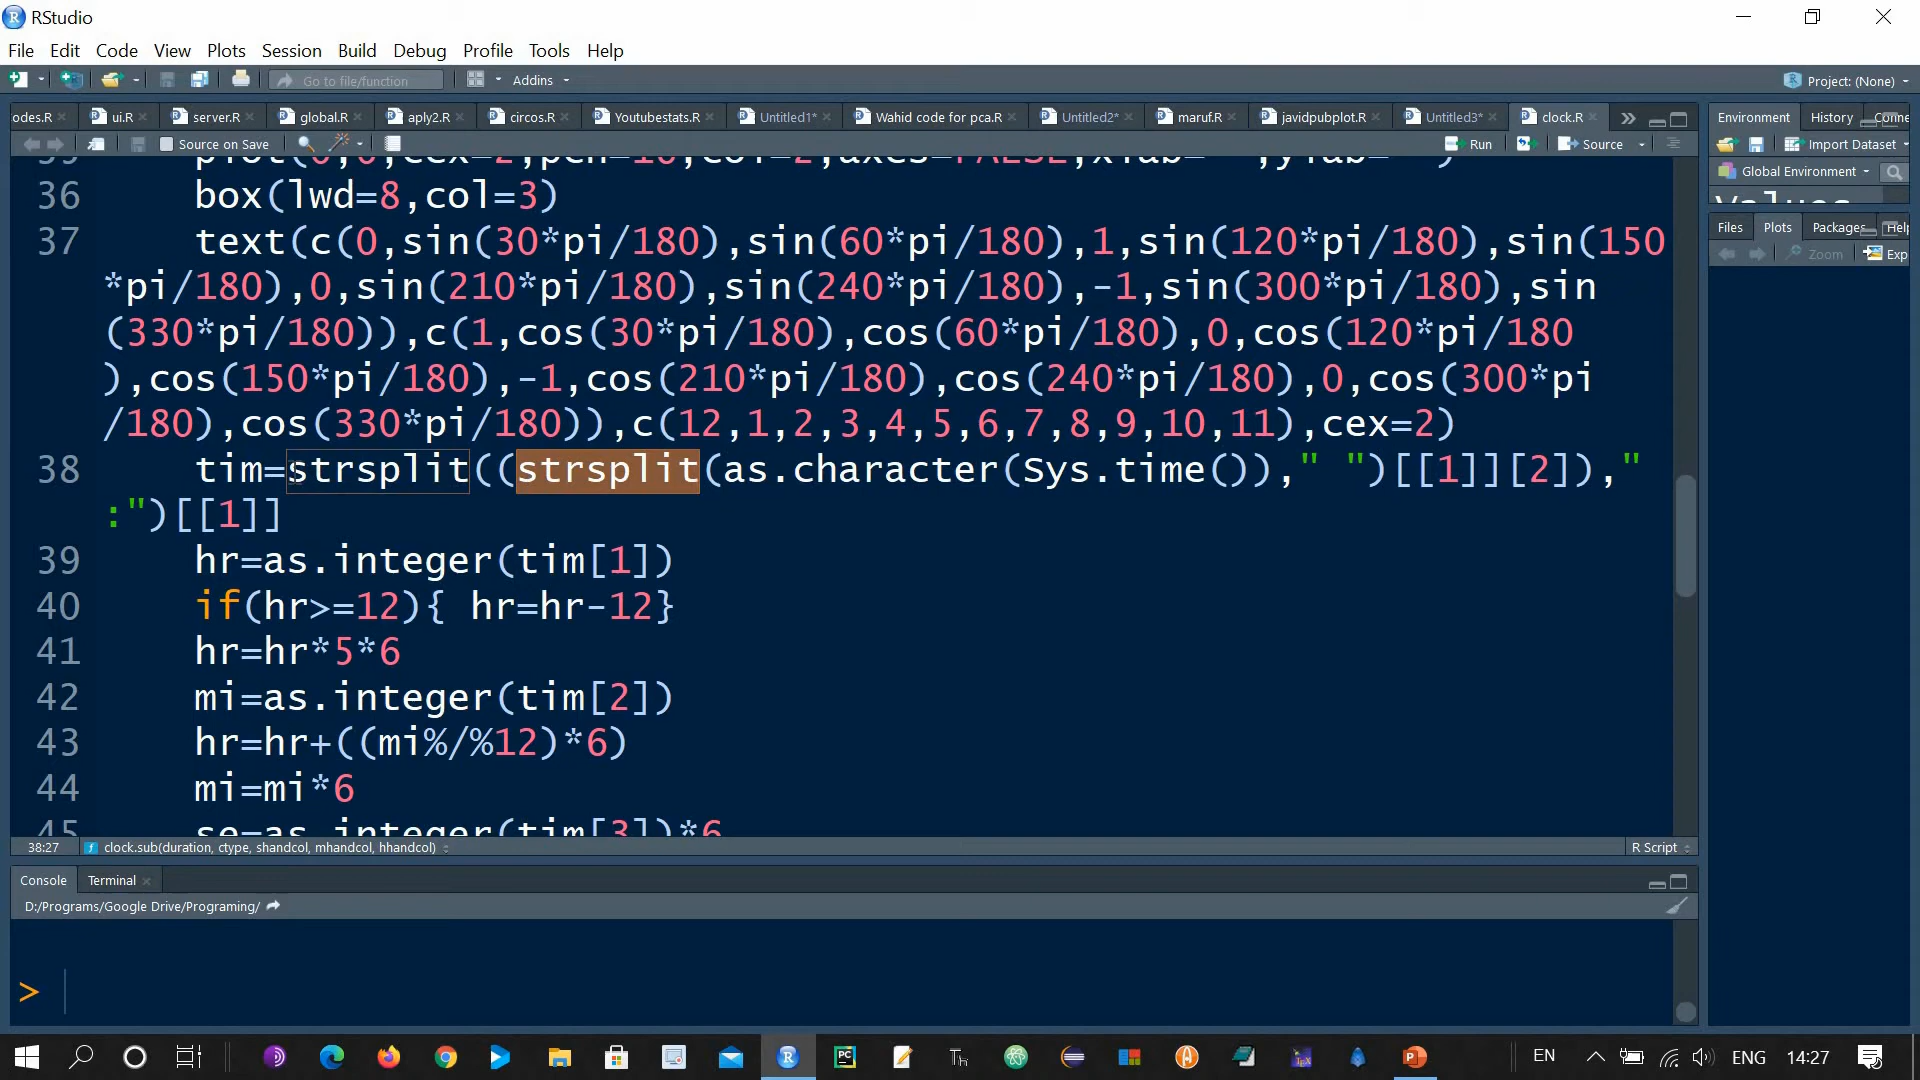 RStudio
File Edit Code View Plots Session Build Debug Profile Tools Help
Go to file/function Addins Project: (None)
odes.R ui.R server.R global.R aply2.R circos.R Youtubestats.R Untitled1* Wahid code for pca.R Untitled2* maruf.R javidpubplot.R Untitled3* clock.R
Source on Save Run Source
36 box(lwd=8,col=3)
37 text(c(0,sin(30*pi/180),sin(60*pi/180),1,sin(120*pi/180),sin(150
*pi/180),0,sin(210*pi/180),sin(240*pi/180),-1,sin(300*pi/180),sin
(330*pi/180)),c(1,cos(30*pi/180),cos(60*pi/180),0,cos(120*pi/180
),cos(150*pi/180),-1,cos(210*pi/180),cos(240*pi/180),0,cos(300*pi
/180),cos(330*pi/180)),c(12,1,2,3,4,5,6,7,8,9,10,11),cex=2)
38 tim=strsplit((strsplit(as.character(Sys.time())," ")[[1]][2]),"
:")[[1]]
39 hr=as.integer(tim[1])
40 if(hr>=12){ hr=hr-12}
41 hr=hr*5*6
42 mi=as.integer(tim[2])
43 hr=hr+((mi%/%12)*6)
44 mi=mi*6
45 se=as.integer(tim[3])*6
38:27 clock.sub(duration, ctype, shandcol, mhandcol, hhandcol) R Script
Console Terminal
D:/Programs/Google Drive/Programing/
>
Environment History Conne
Import Dataset
Global Environment
Values
Files Plots Packages Help
Zoom Exp
EN ENG 14:27